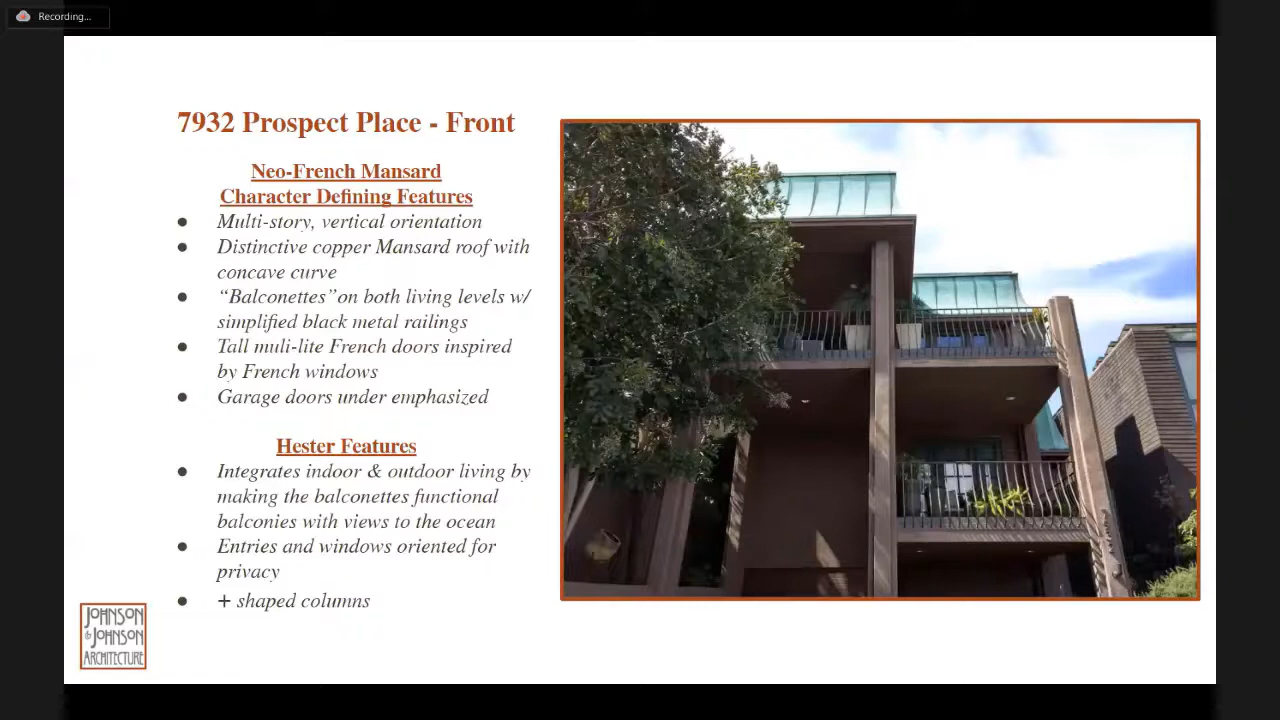 Recording...
7932 Prospect Place - Front
Neo-French Mansard
Character Defining Features
● Multi-story, vertical orientation
● Distinctive copper Mansard roof with
concave curve
● “Balconettes”on both living levels w/
simplified black metal railings
● Tall muli-lite French doors inspired
by French windows
● Garage doors under emphasized
Hester Features
● Integrates indoor & outdoor living by
making the balconettes functional
balconies with views to the ocean
● Entries and windows oriented for
privacy
● + shaped columns
JOHNSON
& JOHNSON
ARCHITECTURE